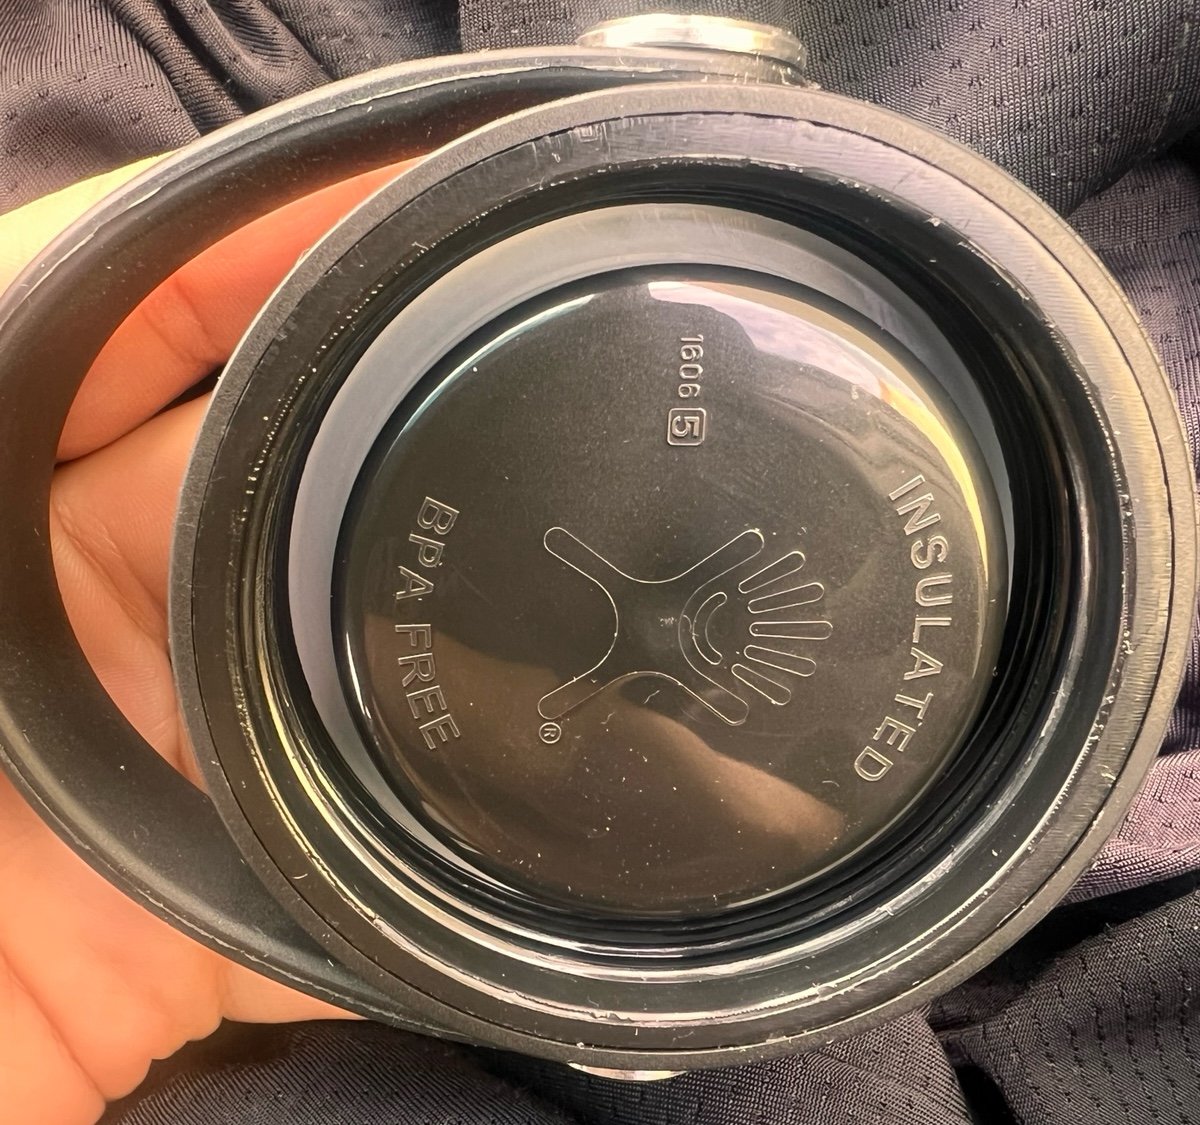 1606 5
INSULATED
BPA FREE
®